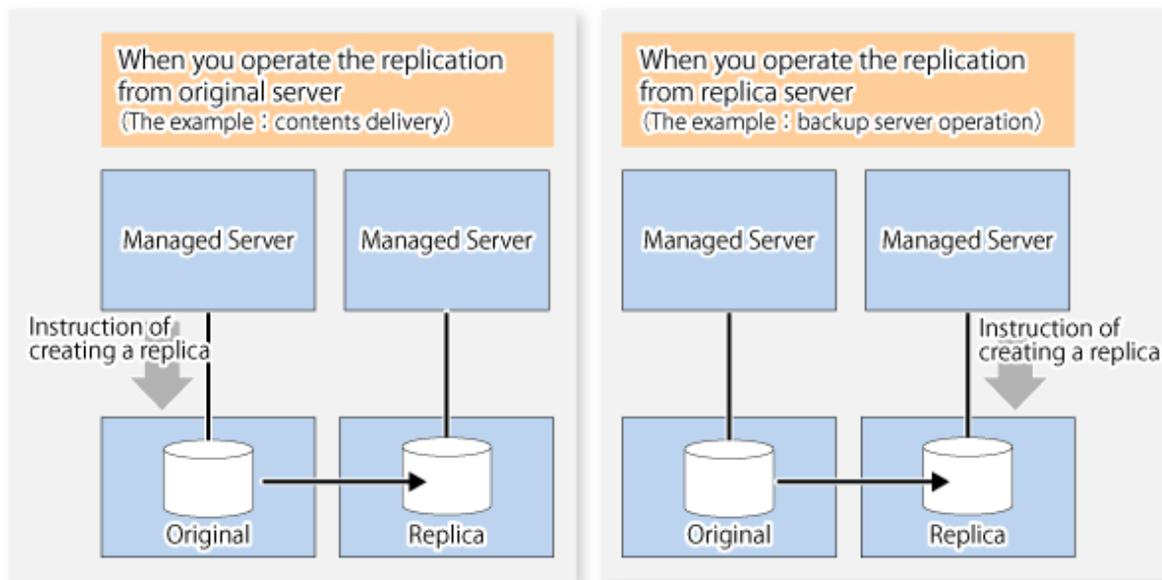 When you operate the replication
from original server
(The example：contents delivery)
Managed Server
Managed Server
Instruction of
creating a replica
Original
Replica
When you operate the replication
from replica server
(The example：backup server operation)
Managed Server
Managed Server
Instruction of
creating a replica
Original
Replica